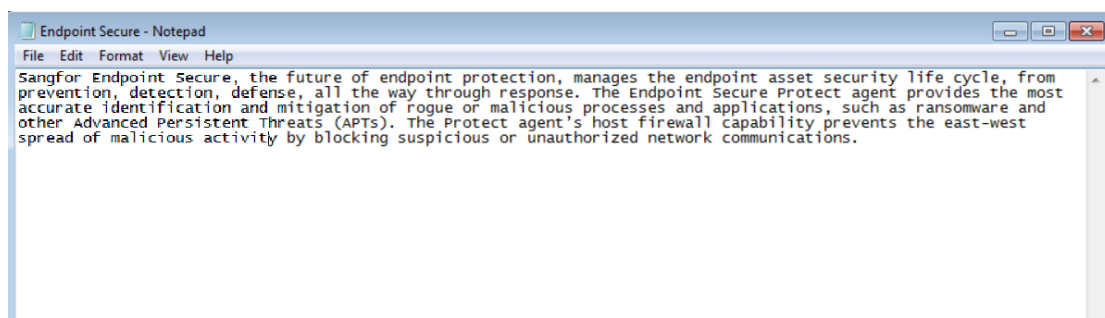 Endpoint Secure - Notepad
File Edit Format View Help
Sangfor Endpoint Secure, the future of endpoint protection, manages the endpoint asset security life cycle, from
prevention, detection, defense, all the way through response. The Endpoint Secure Protect agent provides the most
accurate identification and mitigation of rogue or malicious processes and applications, such as ransomware and
other Advanced Persistent Threats (APTs). The Protect agent's host firewall capability prevents the east-west
spread of malicious activity by blocking suspicious or unauthorized network communications.